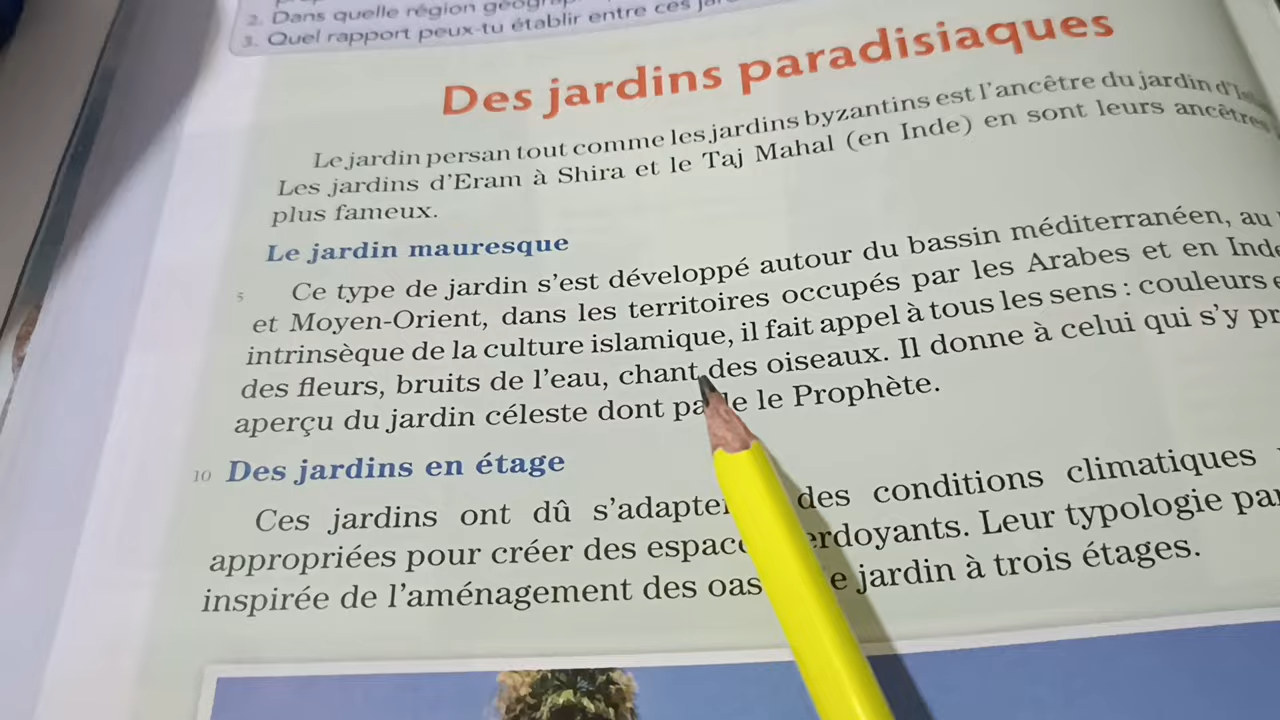 2. Dans quelle région
3. Quel rapport peux-tu établir entre ces
Des jardins paradisiaques
Le jardin persan tout comme les jardins byzantins est l'ancêtre du jardin
Les jardins d'Eram à Shira et le Taj Mahal (en Inde) en sont leurs ancêtres
plus fameux.
Le jardin mauresque
5 Ce type de jardin s'est développé autour du bassin méditerranéen, au
et Moyen-Orient, dans les territoires occupés par les Arabes et en Inde
intrinsèque de la culture islamique, il fait appel à tous les sens : couleurs
des fleurs, bruits de l'eau, chant des oiseaux. Il donne à celui qui s'y
aperçu du jardin céleste dont le Prophète.
10 Des jardins en étage
Ces jardins ont dû des conditions climatiques
appropriées pour créer des Leur typologie
inspirée de l'aménagement des jardin à trois étages.